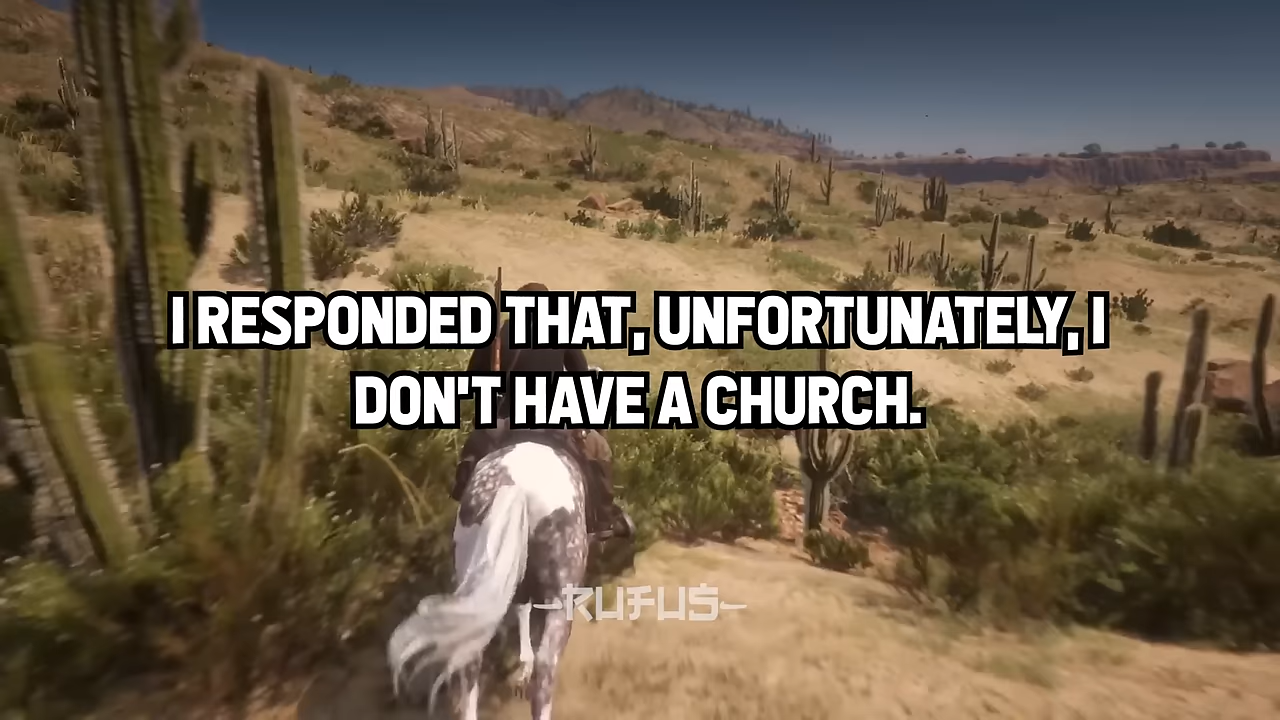 I RESPONDED THAT, UNFORTUNATELY, I
DON'T HAVE A CHURCH.
-RUFUS-